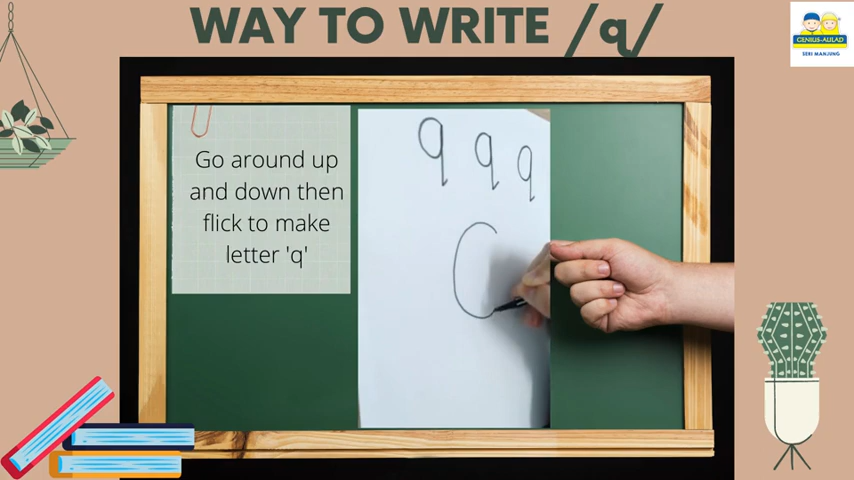 WAY TO WRITE /q/
GENIUS AULAD
SERI MANJUNG
Go around up
and down then
flick to make
letter 'q'
q q q